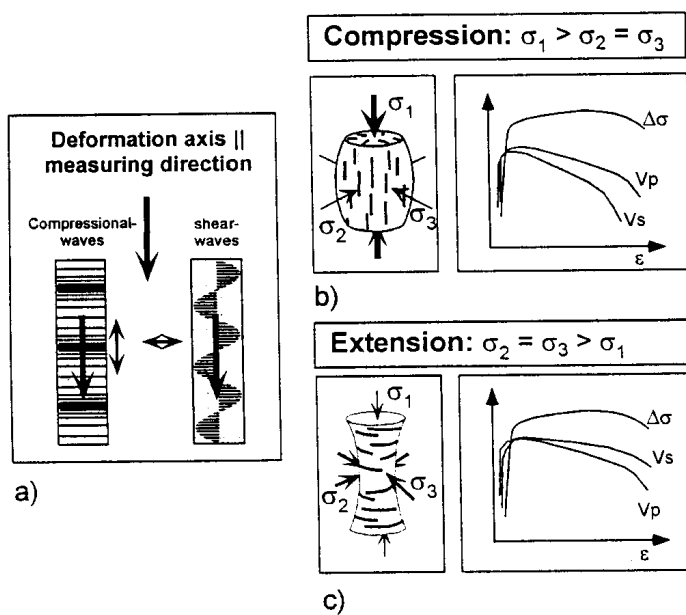 Deformation axis ||
measuring direction
Compressional-
waves
shear-
waves
a)
Compression: σ1 > σ2 = σ3
σ1
σ2
σ3
Δσ
Vp
Vs
ε
b)
Extension: σ2 = σ3 > σ1
σ1
σ2
σ3
Δσ
Vs
Vp
ε
c)